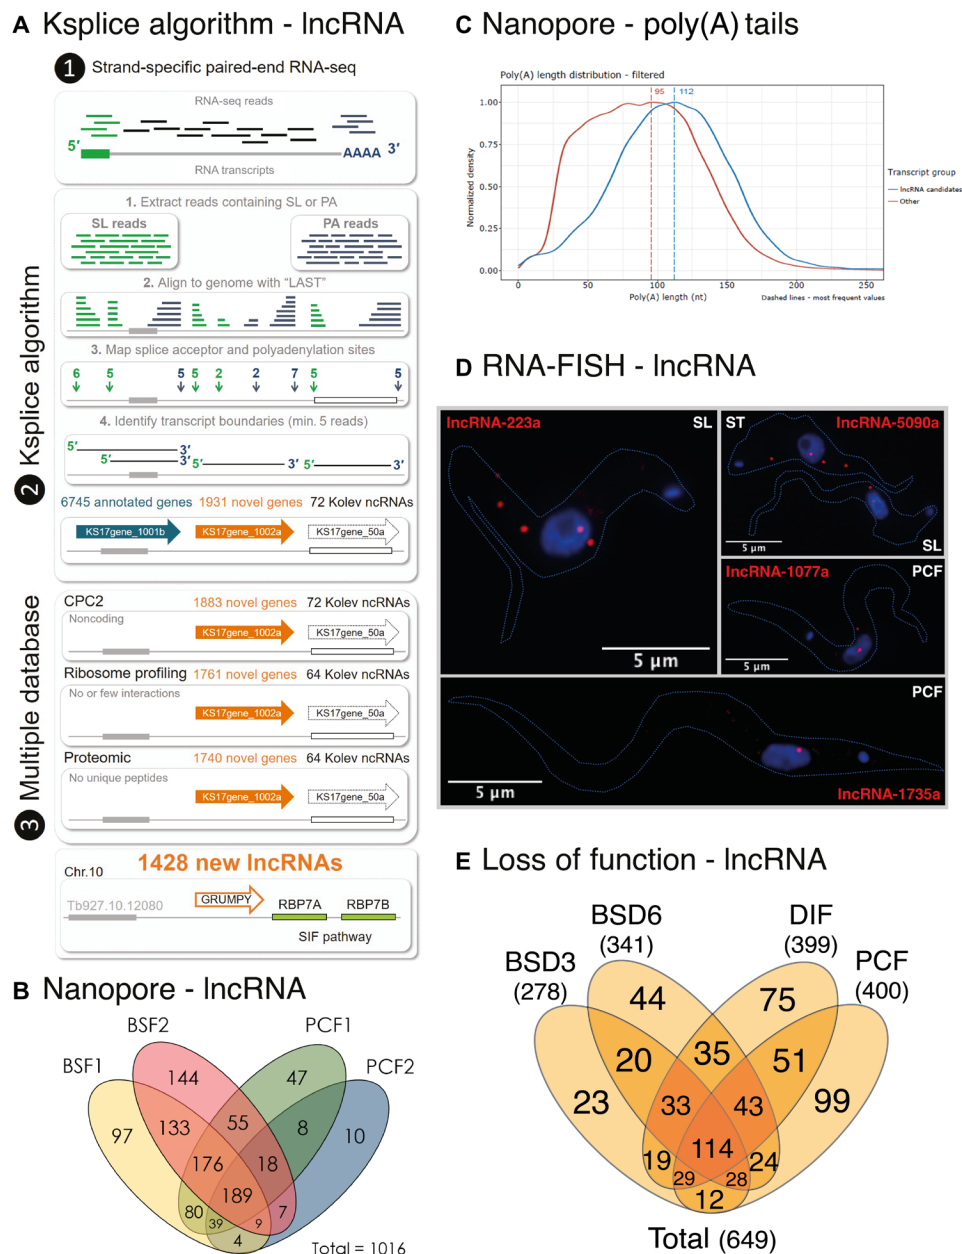 A Ksplice algorithm - lncRNA
1 Strand-specific paired-end RNA-seq
RNA-seq reads
5′ AAAA 3′
RNA transcripts
2 Ksplice algorithm
1. Extract reads containing SL or PA
SL reads PA reads
2. Align to genome with “LAST”
3. Map splice acceptor and polyadenylation sites
6 5 5 5 2 2 7 5 5
4. Identify transcript boundaries (min. 5 reads)
5′ 3′
5′ 3′ 5′ 3′ 5′ 3′
6745 annotated genes 1931 novel genes 72 Kolev ncRNAs
KS17gene_1001b KS17gene_1002a KS17gene_50a
3 Multiple database
CPC2 1883 novel genes 72 Kolev ncRNAs
Noncoding
KS17gene_1002a KS17gene_50a
Ribosome profiling 1761 novel genes 64 Kolev ncRNAs
No or few interactions
KS17gene_1002a KS17gene_50a
Proteomic 1740 novel genes 64 Kolev ncRNAs
No unique peptides
KS17gene_1002a KS17gene_50a
1428 new lncRNAs
Chr.10
Tb927.10.12080 GRUMPY RBP7A RBP7B
SIF pathway
B Nanopore - lncRNA
BSF2 PCF1
BSF1 PCF2
144 47
97 133 55 8 10
176 18
189
80 39 9 7
4
Total = 1016
C Nanopore - poly(A) tails
Poly(A) length distribution - filtered
95 112
1.00
0.75
0.50
0.25
0.00
Normalized density
0 50 100 150 200 250
Poly(A) length (nt)
Dashed lines - most frequent values
Transcript group
lncRNA candidates
Other
D RNA-FISH - lncRNA
lncRNA-223a SL
5 µm
ST lncRNA-5090a
5 µm SL
lncRNA-1077a PCF
5 µm
PCF
5 µm
lncRNA-1735a
E Loss of function - lncRNA
BSD6 DIF
(341) (399)
BSD3 PCF
(278) (400)
44 75
20 35 51
23 33 43 99
114
19 24
29 28
12
Total (649)